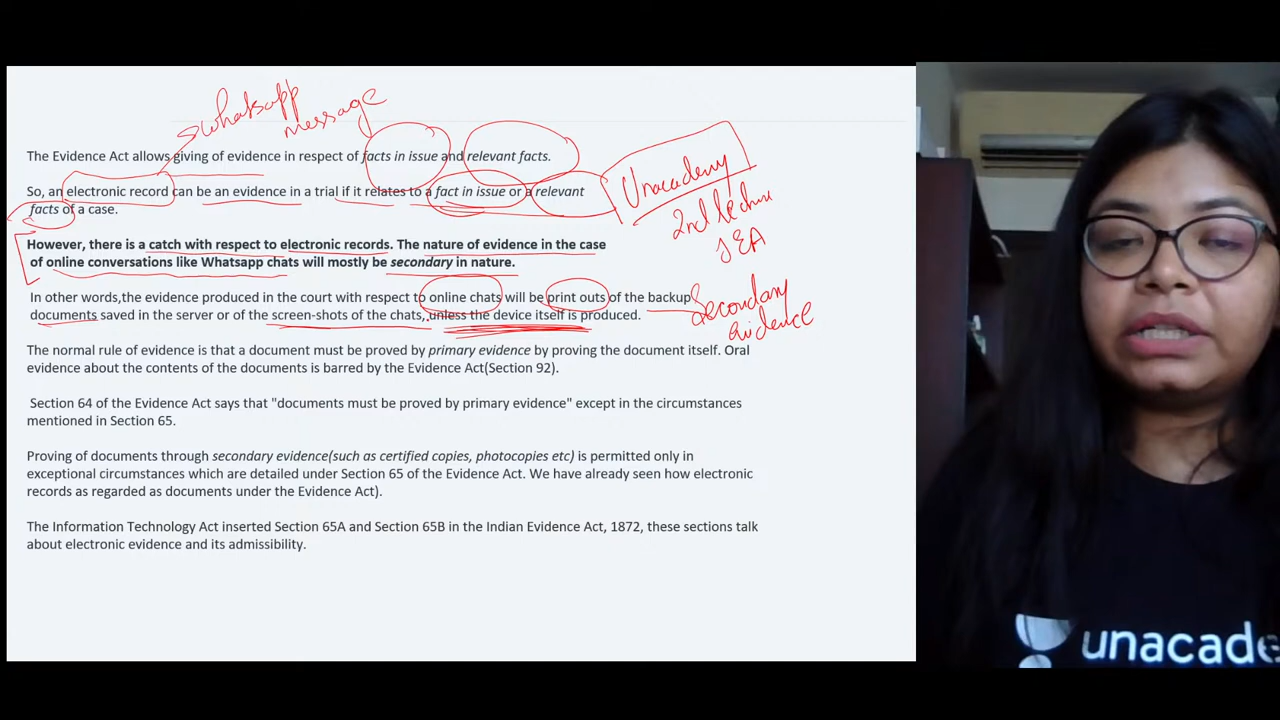 whatsapp
message
The Evidence Act allows giving of evidence in respect of facts in issue and relevant facts.
So, an electronic record can be an evidence in a trial if it relates to a fact in issue or a relevant
facts of a case.
However, there is a catch with respect to electronic records. The nature of evidence in the case
of online conversations like Whatsapp chats will mostly be secondary in nature.
In other words,the evidence produced in the court with respect to online chats will be print outs of the backup
documents saved in the server or of the screen-shots of the chats, unless the device itself is produced.
Unacademy
2nd lecture
IEA
Secondary
evidence
The normal rule of evidence is that a document must be proved by primary evidence by proving the document itself. Oral
evidence about the contents of the documents is barred by the Evidence Act(Section 92).
Section 64 of the Evidence Act says that "documents must be proved by primary evidence" except in the circumstances
mentioned in Section 65.
Proving of documents through secondary evidence(such as certified copies, photocopies etc) is permitted only in
exceptional circumstances which are detailed under Section 65 of the Evidence Act. We have already seen how electronic
records as regarded as documents under the Evidence Act).
The Information Technology Act inserted Section 65A and Section 65B in the Indian Evidence Act, 1872, these sections talk
about electronic evidence and its admissibility.
unacade